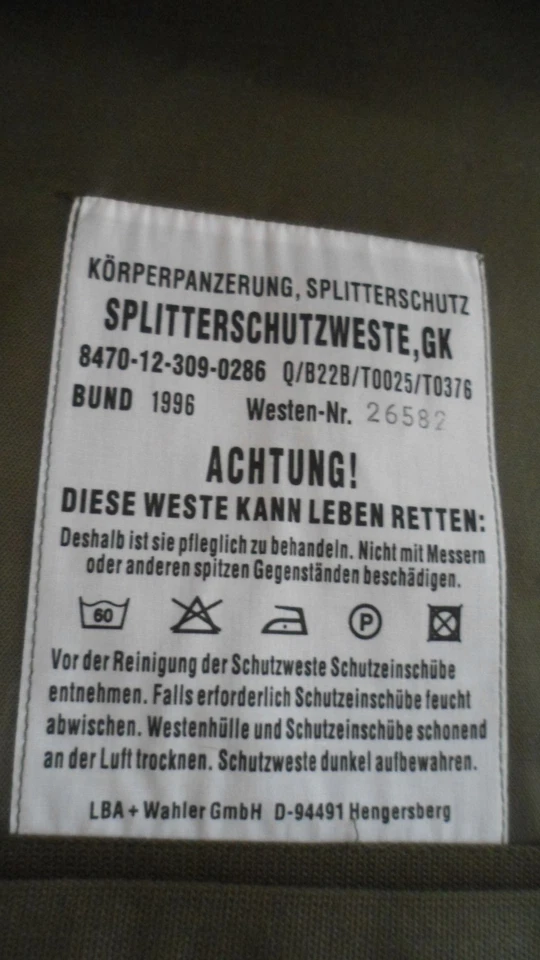 KÖRPERPANZERUNG, SPLITTERSCHUTZ
SPLITTERSCHUTZWESTE,GK
8470-12-309-0286 Q/B22B/T0025/T0376
BUND 1996 Westen-Nr. 26582
ACHTUNG!
DIESE WESTE KANN LEBEN RETTEN:
Deshalb ist sie pfleglich zu behandeln. Nicht mit Messern
oder anderen spitzen Gegenständen beschädigen.
60 P
Vor der Reinigung der Schutzweste Schutzeinschübe
entnehmen. Falls erforderlich Schutzeinschübe feucht
abwischen. Westenhülle und Schutzeinschübe schonend
an der Luft trocknen. Schutzweste dunkel aufbewahren.
LBA + Wahler GmbH D-94491 Hengersberg